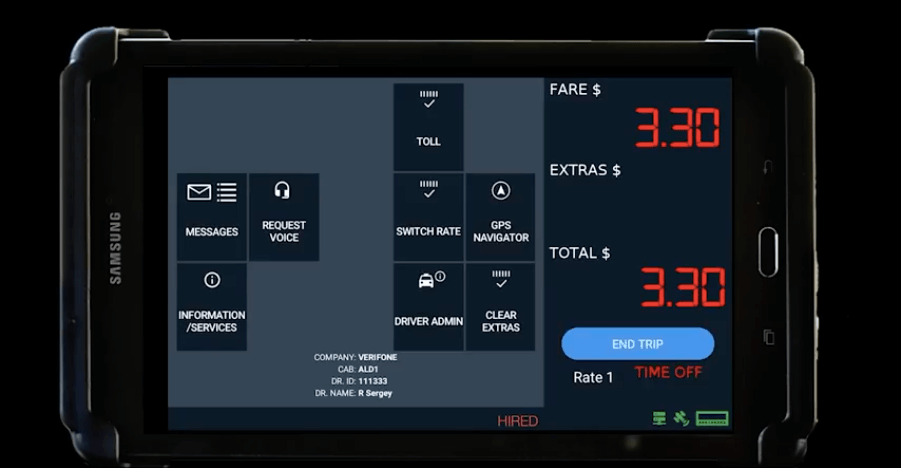 SAMSUNG
TOLL
MESSAGES
REQUEST
VOICE
SWITCH RATE
GPS
NAVIGATOR
INFORMATION
/SERVICES
DRIVER ADMIN
CLEAR
EXTRAS
COMPANY: VERIFONE
CAB: ALD1
DR. ID: 111333
DR. NAME: R Sergey
FARE $
3.30
EXTRAS $
TOTAL $
3.30
END TRIP
Rate 1 TIME OFF
HIRED